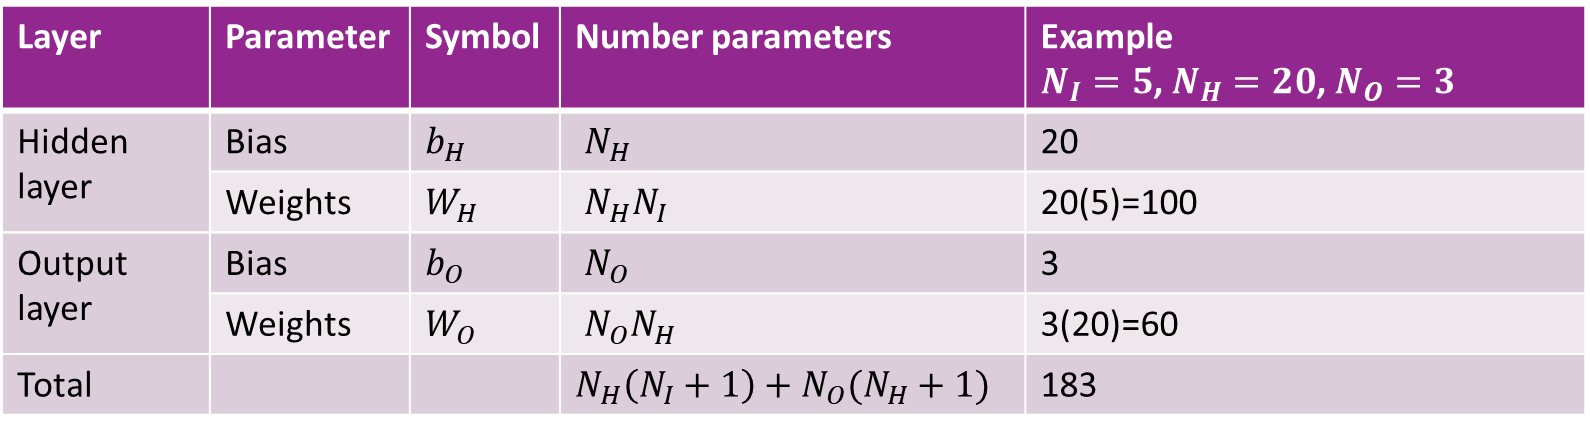 Layer Parameter Symbol Number parameters Example
N_I = 5, N_H = 20, N_O = 3
Hidden layer Bias b_H N_H 20
Weights W_H N_H N_I 20(5)=100
Output layer Bias b_O N_O 3
Weights W_O N_O N_H 3(20)=60
Total N_H(N_I + 1) + N_O(N_H + 1) 183